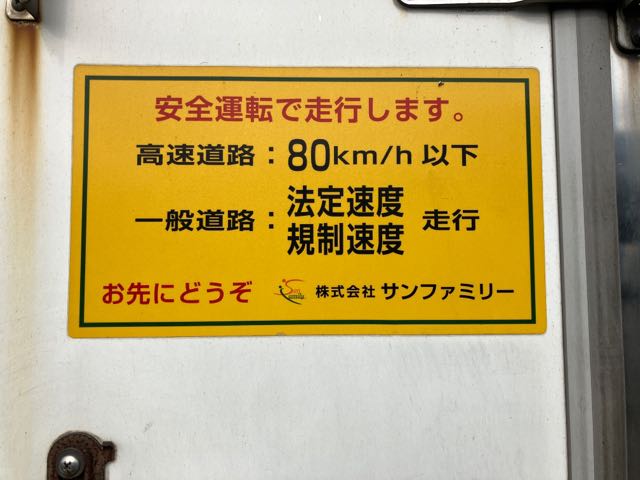 安全運転で走行します。
高速道路：80km/h 以下
一般道路：法定速度 走行
規制速度
お先にどうぞ Sun Family 株式会社 サンファミリー